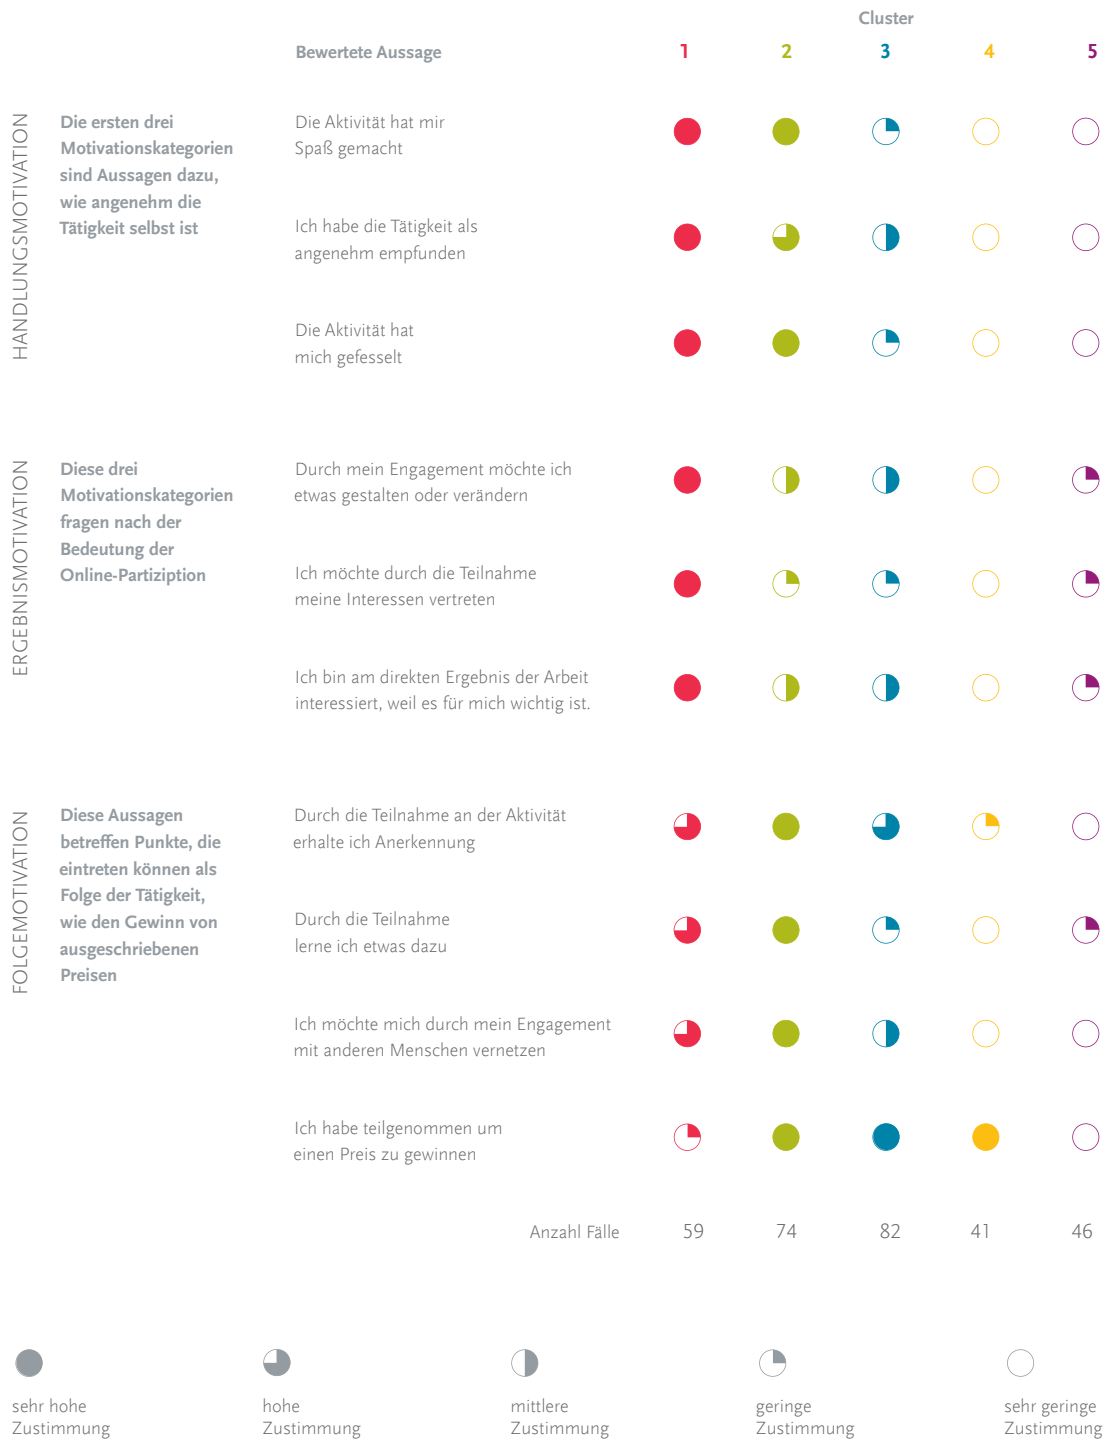 Cluster
Bewertete Aussage 1 2 3 4 5
HANDLUNGSMOTIVATION
Die ersten drei
Motivationskategorien
sind Aussagen dazu,
wie angenehm die
Tätigkeit selbst ist
Die Aktivität hat mir
Spaß gemacht
Ich habe die Tätigkeit als
angenehm empfunden
Die Aktivität hat
mich gefesselt
ERGEBNISMOTIVATION
Diese drei
Motivationskategorien
fragen nach der
Bedeutung der
Online-Partiziption
Durch mein Engagement möchte ich
etwas gestalten oder verändern
Ich möchte durch die Teilnahme
meine Interessen vertreten
Ich bin am direkten Ergebnis der Arbeit
interessiert, weil es für mich wichtig ist.
FOLGEMOTIVATION
Diese Aussagen
betreffen Punkte, die
eintreten können als
Folge der Tätigkeit,
wie den Gewinn von
ausgeschriebenen
Preisen
Durch die Teilnahme an der Aktivität
erhalte ich Anerkennung
Durch die Teilnahme
lerne ich etwas dazu
Ich möchte mich durch mein Engagement
mit anderen Menschen vernetzen
Ich habe teilgenommen um
einen Preis zu gewinnen
Anzahl Fälle 59 74 82 41 46
sehr hohe
Zustimmung
hohe
Zustimmung
mittlere
Zustimmung
geringe
Zustimmung
sehr geringe
Zustimmung